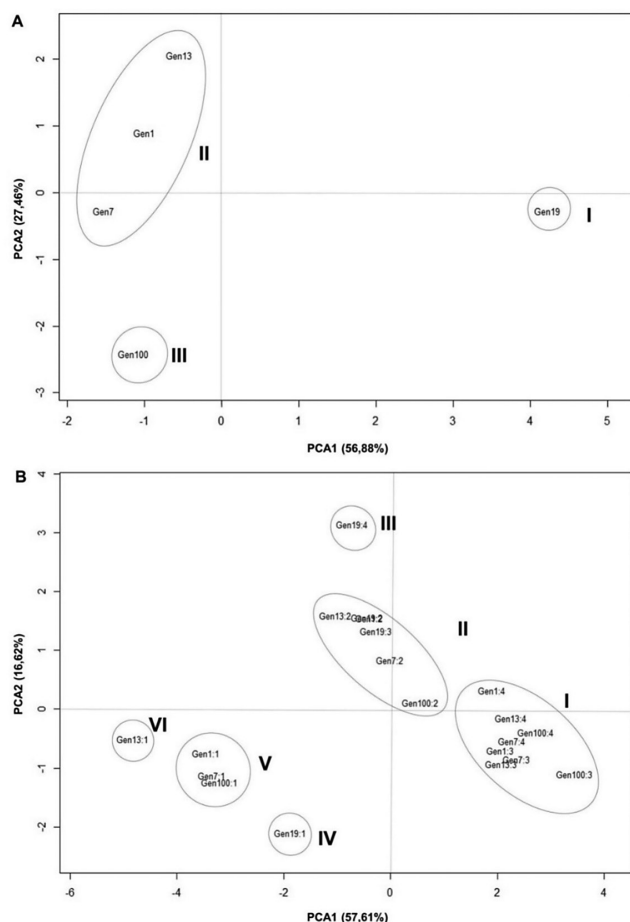 A
Gen13
Gen1
II
Gen7
Gen19
I
Gen100
III
2
1
0
-1
-2
-3
PCA2 (27,46%)
-2 -1 0 1 2 3 4 5
PCA1 (56,88%)
B
Gen19:4
III
Gen13:2
Gen19:2
Gen19:3
II
Gen7:2
Gen100:2
Gen1:4
I
Gen13:4
Gen100:4
Gen7:4
Gen1:3
Gen7:3
Gen13:3
Gen100:3
Gen13:1
VI
Gen1:1
V
Gen7:1
Gen100:1
Gen19:1
IV
4
3
2
1
0
-1
-2
PCA2 (16,62%)
-6 -4 -2 0 2 4
PCA1 (57,61%)